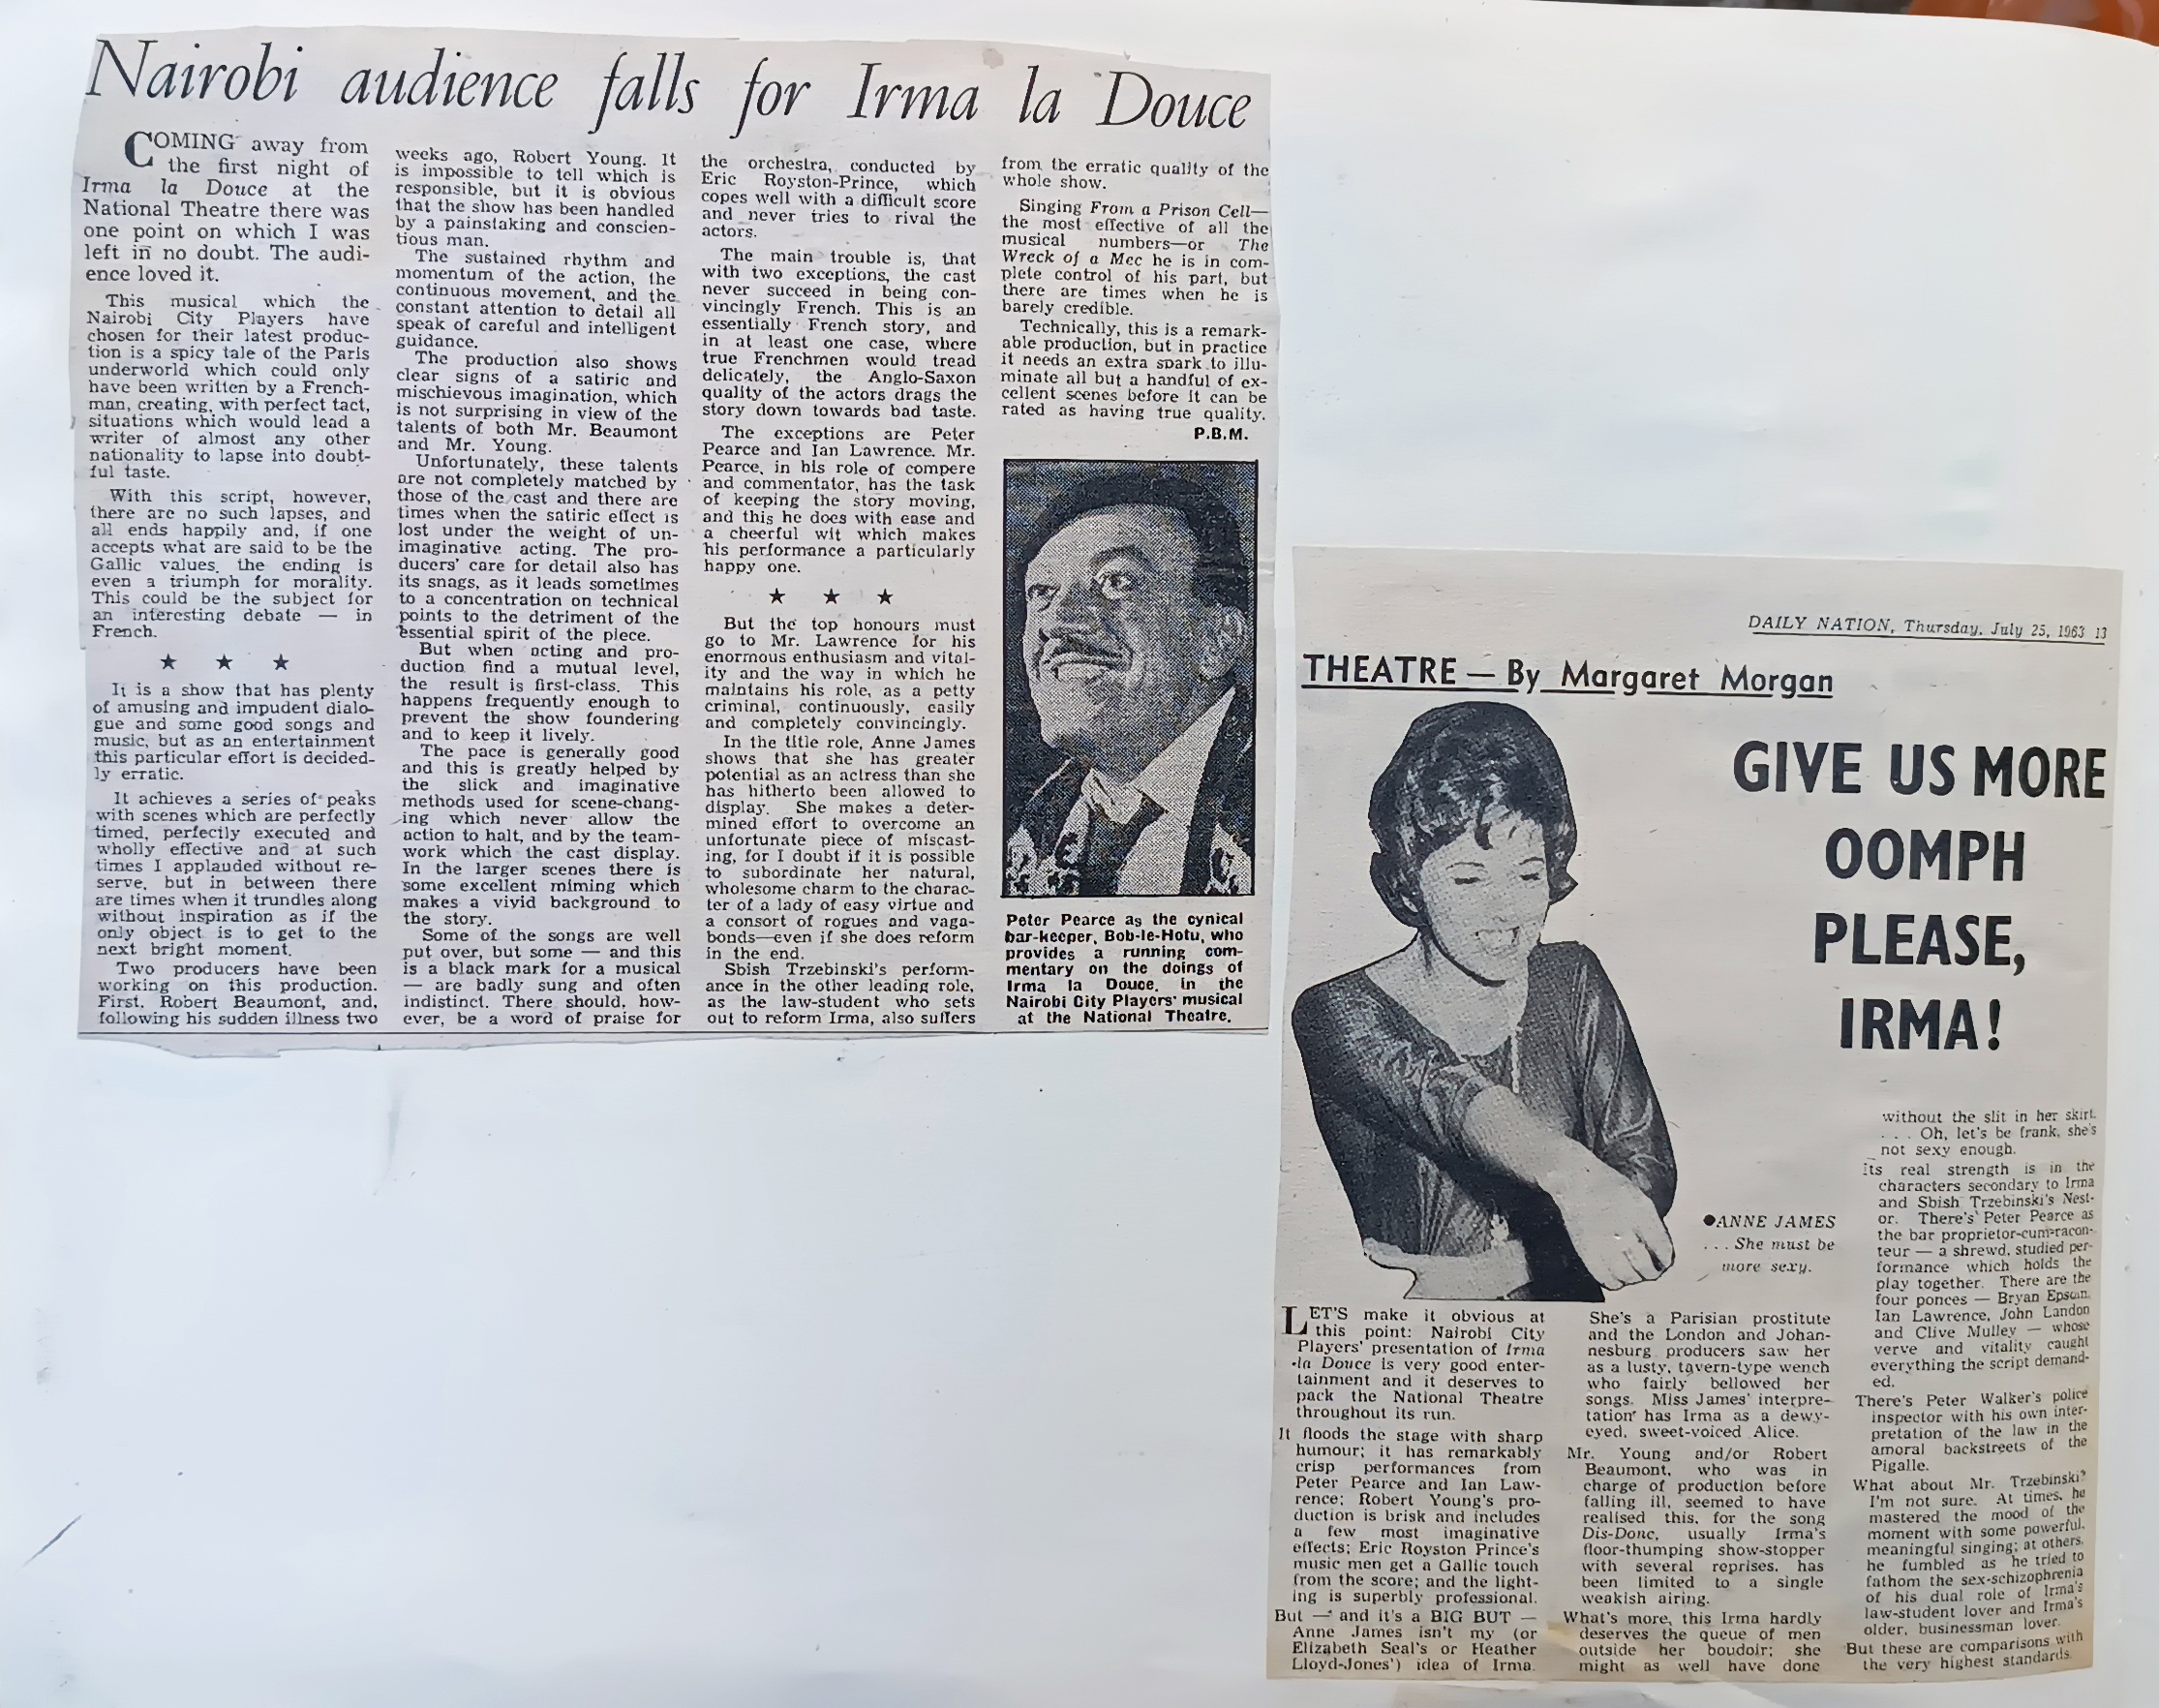 Nairobi audience falls for Irma la Douce
COMING away from
the first night of
Irma la Douce at the
National Theatre there was
one point on which I was
left in no doubt. The audi-
ence loved it.
This musical which the
Nairobi City Players have
chosen for their latest produc-
tion is a spicy tale of the Paris
underworld which could only
have been written by a French-
man, creating, with perfect tact,
situations which would lead a
writer of almost any other
nationality to lapse into doubt-
ful taste.
With this script, however,
there are no such lapses, and
all ends happily and, if one
accepts what are said to be the
Gallic values, the ending is
even a triumph for morality.
This could be the subject for
an interesting debate — in
French.
★ ★ ★
It is a show that has plenty
of amusing and impudent dialo-
gue and some good songs and
music, but as an entertainment
this particular effort is decided-
ly erratic.
It achieves a series of peaks
with scenes which are perfectly
timed, perfectly executed and
wholly effective and at such
times I applauded without re-
serve, but in between there
are times when it trundles along
without inspiration as if the
only object is to get to the
next bright moment.
Two producers have been
working on this production.
First, Robert Beaumont, and,
following his sudden illness two
weeks ago, Robert Young. It
is impossible to tell which is
responsible, but it is obvious
that the show has been handled
by a painstaking and conscien-
tious man.
The sustained rhythm and
momentum of the action, the
continuous movement, and the
constant attention to detail all
speak of careful and intelligent
guidance.
The production also shows
clear signs of a satiric and
mischievous imagination, which
is not surprising in view of the
talents of both Mr. Beaumont
and Mr. Young.
Unfortunately, these talents
are not completely matched by
those of the cast and there are
times when the satiric effect is
lost under the weight of un-
imaginative acting. The pro-
ducers' care for detail also has
its snags, as it leads sometimes
to a concentration on technical
points to the detriment of the
essential spirit of the piece.
But when acting and pro-
duction find a mutual level,
the result is first-class. This
happens frequently enough to
prevent the show foundering
and to keep it lively.
The pace is generally good
and this is greatly helped by
the slick and imaginative
methods used for scene-chang-
ing which never allow the
action to halt, and by the team-
work which the cast display.
In the larger scenes there is
some excellent miming which
makes a vivid background to
the story.
Some of the songs are well
put over, but some — and this
is a black mark for a musical
— are badly sung and often
indistinct. There should, how-
ever, be a word of praise for
the orchestra, conducted by
Eric Royston-Prince, which
copes well with a difficult score
and never tries to rival the
actors.
The main trouble is, that
with two exceptions, the cast
never succeed in being con-
vincingly French. This is an
essentially French story, and
in at least one case, where
true Frenchmen would tread
delicately, the Anglo-Saxon
quality of the actors drags the
story down towards bad taste.
The exceptions are Peter
Pearce and Ian Lawrence. Mr.
Pearce, in his role of compere
and commentator, has the task
of keeping the story moving,
and this he does with ease and
a cheerful wit which makes
his performance a particularly
happy one.
★ ★ ★
But the top honours must
go to Mr. Lawrence for his
enormous enthusiasm and vital-
ity and the way in which he
maintains his role, as a petty
criminal, continuously, easily
and completely convincingly.
In the title role, Anne James
shows that she has greater
potential as an actress than she
has hitherto been allowed to
display. She makes a deter-
mined effort to overcome an
unfortunate piece of miscast-
ing, for I doubt if it is possible
to subordinate her natural,
wholesome charm to the charac-
ter of a lady of easy virtue and
a consort of rogues and vaga-
bonds—even if she does reform
in the end.
Sbish Trzebinski's perform-
ance in the other leading role,
as the law-student who sets
out to reform Irma, also suffers
from the erratic quality of the
whole show.
Singing From a Prison Cell—
the most effective of all the
musical numbers—or The
Wreck of a Mec he is in com-
plete control of his part, but
there are times when he is
barely credible.
Technically, this is a remark-
able production, but in practice
it needs an extra spark to illu-
minate all but a handful of ex-
cellent scenes before it can be
rated as having true quality.
P.B.M.
Peter Pearce as the cynical
bar-keeper, Bob-le-Hotu, who
provides a running com-
mentary on the doings of
Irma la Douce, in the
Nairobi City Players' musical
at the National Theatre.
DAILY NATION, Thursday, July 25, 1963 13
THEATRE — By Margaret Morgan
GIVE US MORE
OOMPH
PLEASE,
IRMA!
●ANNE JAMES
. . . She must be
more sexy.
LET'S make it obvious at
this point: Nairobi City
Players' presentation of Irma
la Douce is very good enter-
tainment and it deserves to
pack the National Theatre
throughout its run.
It floods the stage with sharp
humour; it has remarkably
crisp performances from
Peter Pearce and Ian Law-
rence; Robert Young's pro-
duction is brisk and includes
a few most imaginative
effects; Eric Royston Prince's
music men get a Gallic touch
from the score; and the light-
ing is superbly professional.
But — and it's a BIG BUT —
Anne James isn't my (or
Elizabeth Seal's or Heather
Lloyd-Jones') idea of Irma.
She's a Parisian prostitute
and the London and Johan-
nesburg producers saw her
as a lusty, tavern-type wench
who fairly bellowed her
songs. Miss James' interpre-
tation has Irma as a dewy-
eyed, sweet-voiced Alice.
Mr. Young and/or Robert
Beaumont, who was in
charge of production before
falling ill, seemed to have
realised this, for the song
Dis-Donc, usually Irma's
floor-thumping show-stopper
with several reprises, has
been limited to a single
weakish airing.
What's more, this Irma hardly
deserves the queue of men
outside her boudoir; she
might as well have done
without the slit in her skirt.
. . . Oh, let's be frank, she's
not sexy enough.
Its real strength is in the
characters secondary to Irma
and Sbish Trzebinski's Nest-
or. There's Peter Pearce as
the bar proprietor-cum-racon-
teur — a shrewd, studied per-
formance which holds the
play together. There are the
four ponces — Bryan Epsom,
Ian Lawrence, John Landon
and Clive Mulley — whose
verve and vitality caught
everything the script demand-
ed.
There's Peter Walker's police
inspector with his own inter-
pretation of the law in the
amoral backstreets of the
Pigalle.
What about Mr. Trzebinski?
I'm not sure. At times, he
mastered the mood of the
moment with some powerful,
meaningful singing; at others,
he fumbled as he tried to
fathom the sex-schizophrenia
of his dual role of Irma's
law-student lover and Irma's
older, businessman lover.
But these are comparisons with
the very highest standards.